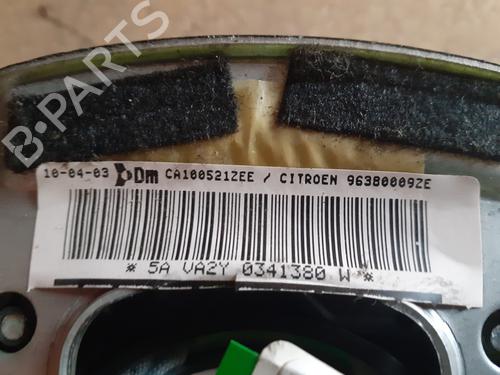 B-PARTS
10-04-03 Dm CA100521ZEE / CITROEN 96380009ZE
* 5A VA2Y 0341380 W *